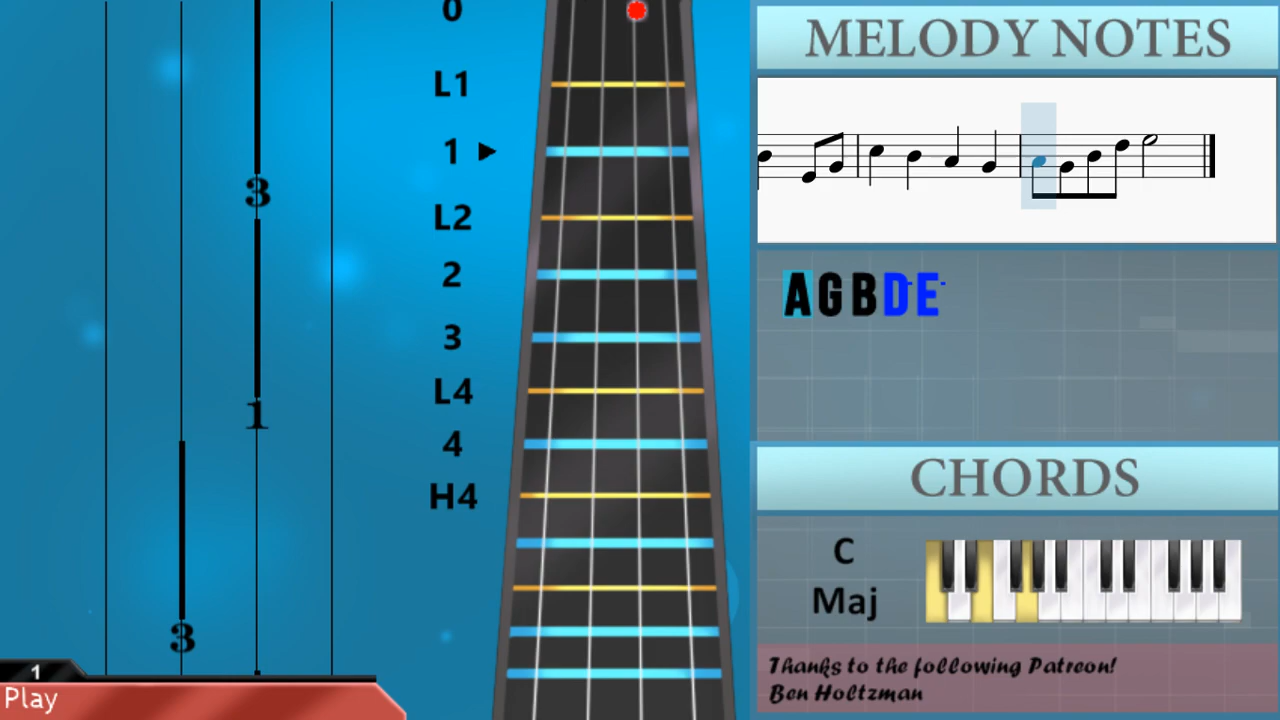 0
L1
1
L2
2
3
L4
4
H4
3
1
3
1
Play
MELODY NOTES
AGBD'E'
CHORDS
C
Maj
Thanks to the following Patreon!
Ben Holtzman